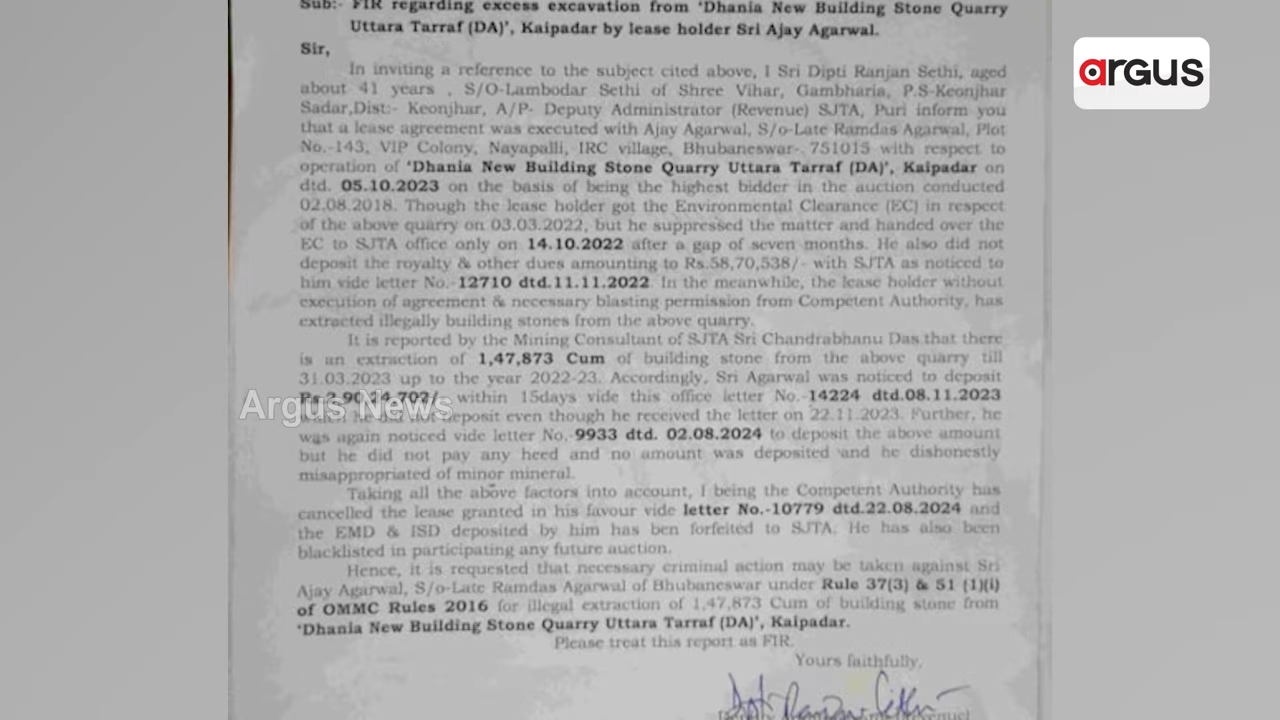 Sub:- FIR regarding excess excavation from 'Dhania New Building Stone Quarry
Uttara Tarraf (DA)', Kaipadar by lease holder Sri Ajay Agarwal.
argus
Sir,
In inviting a reference to the subject cited above, I Sri Dipti Ranjan Sethi, aged
about 41 years , S/O-Lambodar Sethi of Shree Vihar, Gambharia, P.S-Keonjhar
Sadar,Dist:- Keonjhar, A/P- Deputy Administrator (Revenue) SJTA, Puri inform you
that a lease agreement was executed with Ajay Agarwal, S/o-Late Ramdas Agarwal, Plot
No.-143, VIP Colony, Nayapalli, IRC village, Bhubaneswar- 751015 with respect to
operation of 'Dhania New Building Stone Quarry Uttara Tarraf (DA)', Kaipadar on
dtd. 05.10.2023 on the basis of being the highest bidder in the auction conducted
02.08.2018. Though the lease holder got the Environmental Clearance (EC) in respect
of the above quarry on 03.03.2022, but he suppressed the matter and handed over the
EC to SJTA office only on 14.10.2022 after a gap of seven months. He also did not
deposit the royalty & other dues amounting to Rs.58,70,538/- with SJTA as noticed to
him vide letter No.-12710 dtd.11.11.2022. In the meanwhile, the lease holder without
execution of agreement & necessary blasting permission from Competent Authority, has
extracted illegally building stones from the above quarry.
It is reported by the Mining Consultant of SJTA Sri Chandrabhanu Das that there
is an extraction of 1,47,873 Cum of building stone from the above quarry till
31.03.2023 up to the year 2022-23. Accordingly, Sri Agarwal was noticed to deposit
within 15days vide this office letter No.-14224 dtd.08.11.2023
Argus News
which he did not deposit even though he received the letter on 22.11.2023. Further, he
was again noticed vide letter No.-9933 dtd. 02.08.2024 to deposit the above amount
but he did not pay any heed and no amount was deposited and he dishonestly
misappropriated of minor mineral.
Taking all the above factors into account, I being the Competent Authority has
cancelled the lease granted in his favour vide letter No.-10779 dtd.22.08.2024 and
the EMD & ISD deposited by him has ben forfeited to SJTA. He has also been
blacklisted in participating any future auction.
Hence, it is requested that necessary criminal action may be taken against Sri
Ajay Agarwal, S/o-Late Ramdas Agarwal of Bhubaneswar under Rule 37(3) & 51 (1)(i)
of OMMC Rules 2016 for illegal extraction of 1,47,873 Cum of building stone from
'Dhania New Building Stone Quarry Uttara Tarraf (DA)', Kaipadar.
Please treat this report as FIR.
Yours faithfully,
Dipti Ranjan Sethi